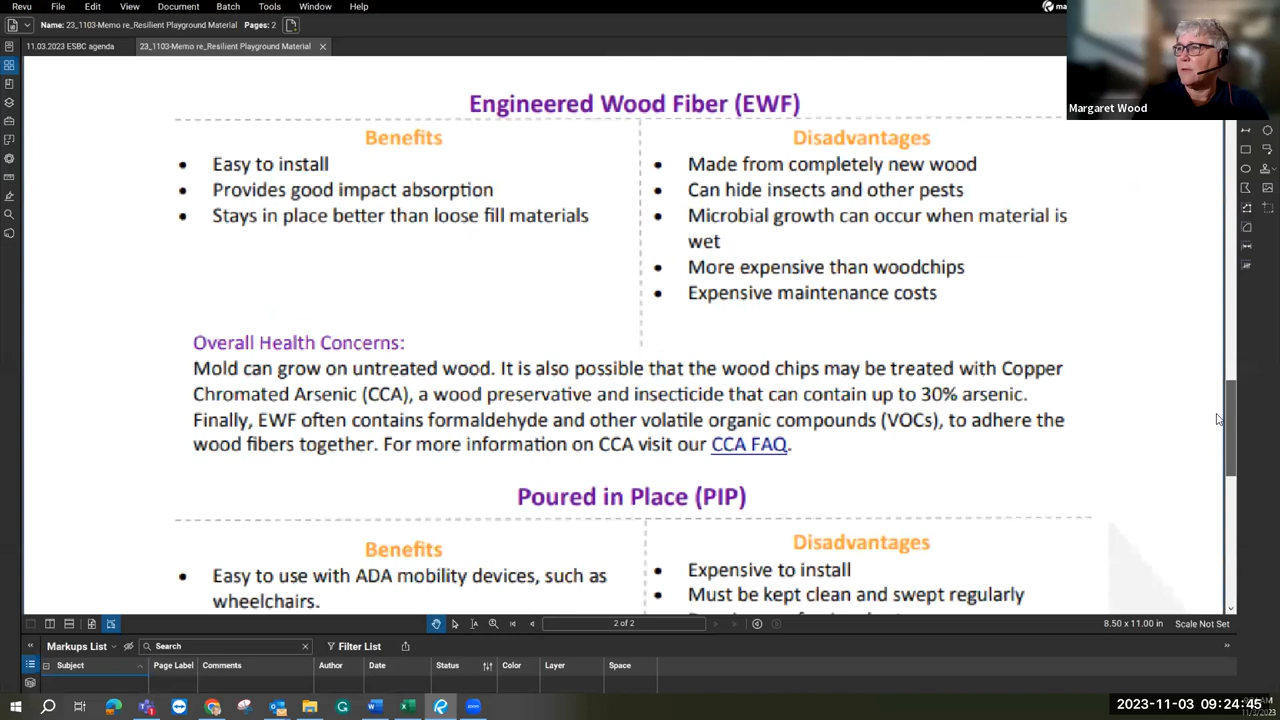 Revu File Edit View Document Batch Tools Window Help
Name: 23_1103-Memo re_Resilient Playground Material Pages: 2
11.03.2023 ESBC agenda 23_1103-Memo re_Resilient Playground Material
Margaret Wood
Engineered Wood Fiber (EWF)
Benefits
• Easy to install
• Provides good impact absorption
• Stays in place better than loose fill materials
Disadvantages
• Made from completely new wood
• Can hide insects and other pests
• Microbial growth can occur when material is
wet
• More expensive than woodchips
• Expensive maintenance costs
Overall Health Concerns:
Mold can grow on untreated wood. It is also possible that the wood chips may be treated with Copper
Chromated Arsenic (CCA), a wood preservative and insecticide that can contain up to 30% arsenic.
Finally, EWF often contains formaldehyde and other volatile organic compounds (VOCs), to adhere the
wood fibers together. For more information on CCA visit our CCA FAQ.
Poured in Place (PIP)
Benefits
• Easy to use with ADA mobility devices, such as
wheelchairs.
Disadvantages
• Expensive to install
• Must be kept clean and swept regularly
2 of 2
8.50 x 11.00 in Scale Not Set
Markups List Search Filter List
Subject Page Label Comments Author Date Status Color Layer Space
2023-11-03 09:24:45